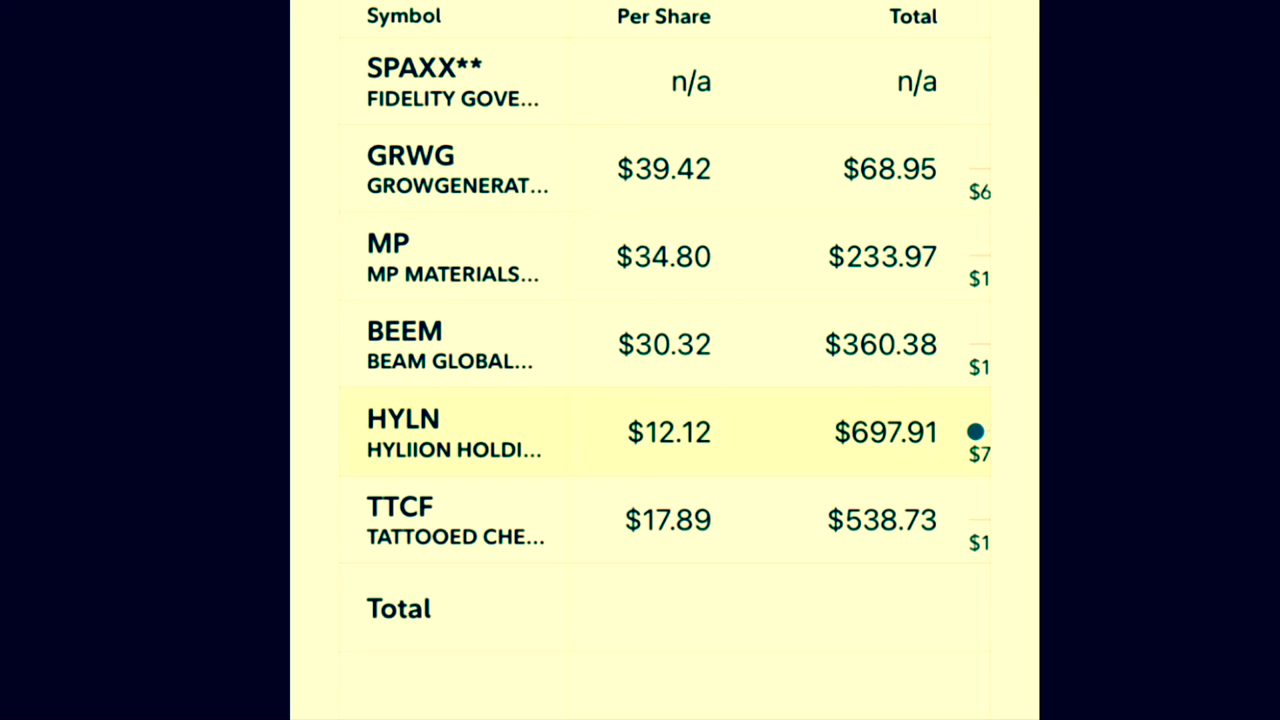 Symbol Per Share Total
SPAXX** n/a n/a
FIDELITY GOVE...
GRWG $39.42 $68.95
GROWGENERAT... $6
MP $34.80 $233.97
MP MATERIALS... $1
BEEM $30.32 $360.38
BEAM GLOBAL... $1
HYLN $12.12 $697.91
HYLIION HOLDI... $7
TTCF $17.89 $538.73
TATTOOED CHE... $1
Total